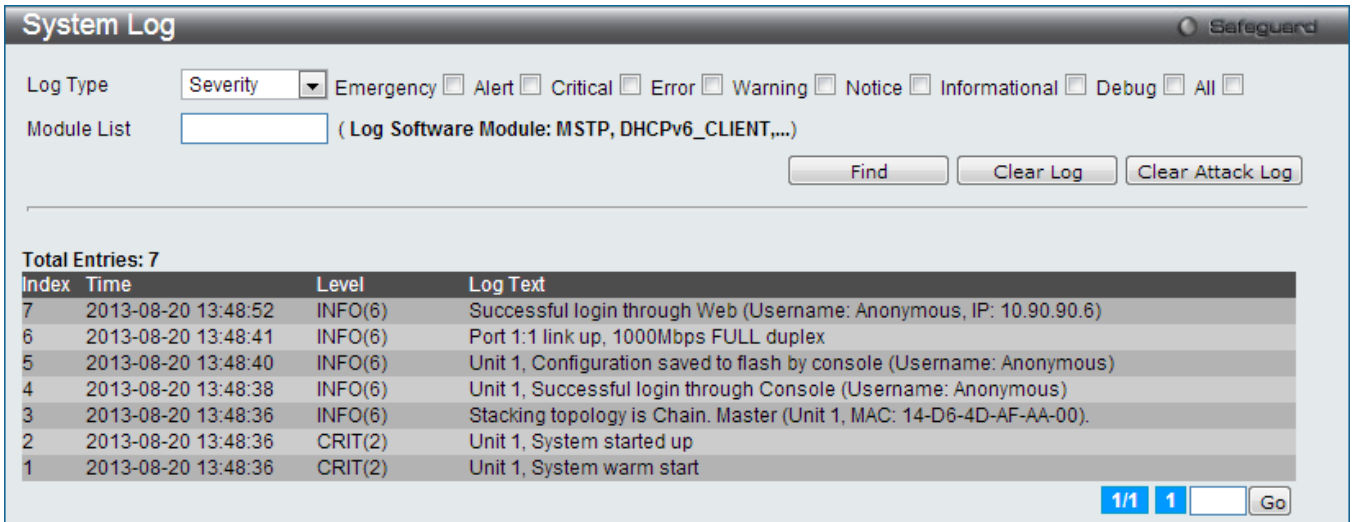 System Log Safeguard
Log Type Severity Emergency Alert Critical Error Warning Notice Informational Debug All
Module List ( Log Software Module: MSTP, DHCPv6_CLIENT,...)
Find Clear Log Clear Attack Log
Total Entries: 7
Index Time Level Log Text
7 2013-08-20 13:48:52 INFO(6) Successful login through Web (Username: Anonymous, IP: 10.90.90.6)
6 2013-08-20 13:48:41 INFO(6) Port 1:1 link up, 1000Mbps FULL duplex
5 2013-08-20 13:48:40 INFO(6) Unit 1, Configuration saved to flash by console (Username: Anonymous)
4 2013-08-20 13:48:38 INFO(6) Unit 1, Successful login through Console (Username: Anonymous)
3 2013-08-20 13:48:36 INFO(6) Stacking topology is Chain. Master (Unit 1, MAC: 14-D6-4D-AF-AA-00).
2 2013-08-20 13:48:36 CRIT(2) Unit 1, System started up
1 2013-08-20 13:48:36 CRIT(2) Unit 1, System warm start
1/1 1 Go